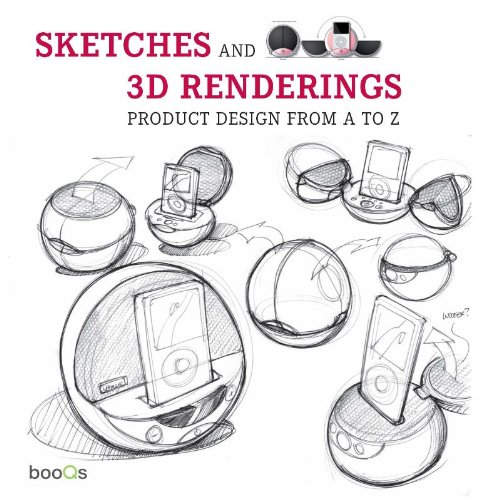 SKETCHES AND
3D RENDERINGS
PRODUCT DESIGN FROM A TO Z
WOOFER?
booQs